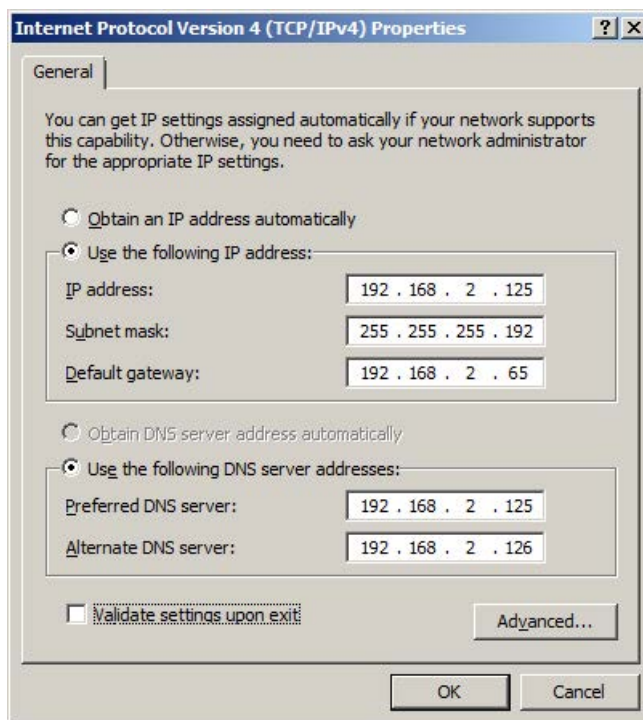 Internet Protocol Version 4 (TCP/IPv4) Properties
General
You can get IP settings assigned automatically if your network supports
this capability. Otherwise, you need to ask your network administrator
for the appropriate IP settings.
Obtain an IP address automatically
Use the following IP address:
IP address: 192 . 168 . 2 . 125
Subnet mask: 255 . 255 . 255 . 192
Default gateway: 192 . 168 . 2 . 65
Obtain DNS server address automatically
Use the following DNS server addresses:
Preferred DNS server: 192 . 168 . 2 . 125
Alternate DNS server: 192 . 168 . 2 . 126
Validate settings upon exit
Advanced...
OK Cancel